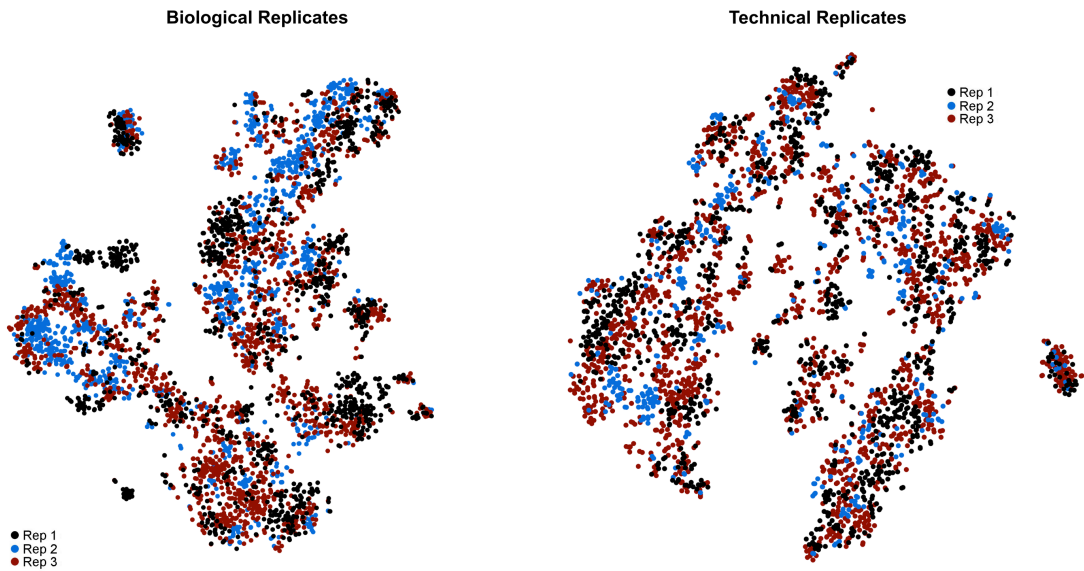 Biological Replicates
Technical Replicates
Rep 1
Rep 2
Rep 3
Rep 1
Rep 2
Rep 3